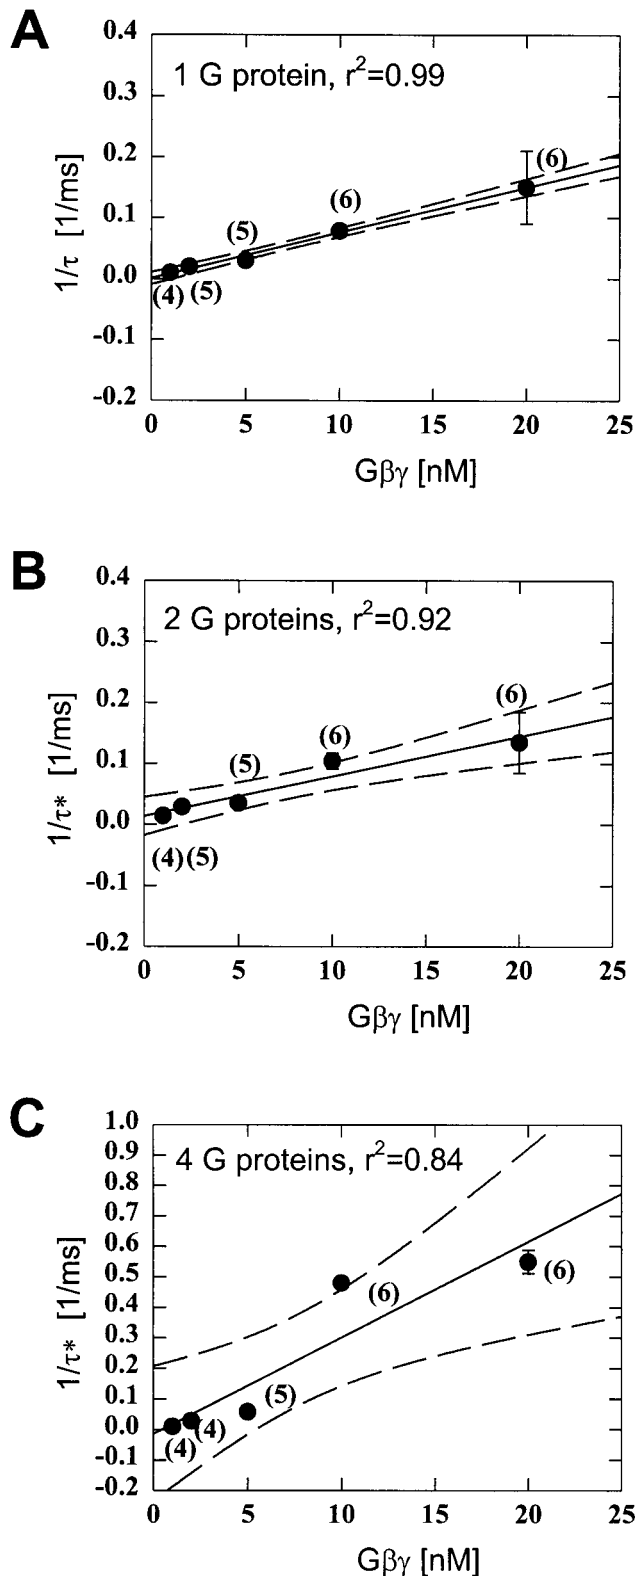 A
1 G protein, r²=0.99
0.4
0.3
0.2
0.1
0.0
-0.1
-0.2
1/τ [1/ms]
(4)
(5)
(5)
(6)
(6)
0 5 10 15 20 25
Gβγ [nM]
B
2 G proteins, r²=0.92
0.4
0.3
0.2
0.1
0.0
-0.1
-0.2
1/τ* [1/ms]
(4) (5)
(5)
(6)
(6)
0 5 10 15 20 25
Gβγ [nM]
C
4 G proteins, r²=0.84
1.0
0.9
0.8
0.7
0.6
0.5
0.4
0.3
0.2
0.1
0.0
-0.1
-0.2
1/τ* [1/ms]
(4)
(4)
(5)
(6)
(6)
0 5 10 15 20 25
Gβγ [nM]